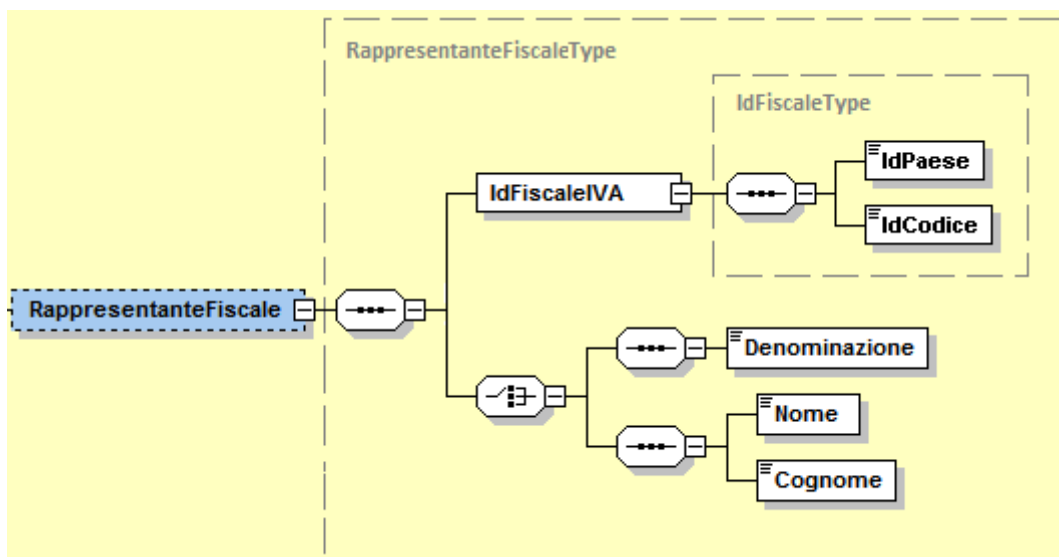 RappresentanteFiscaleType
IdFiscaleType
IdPaese
IdFiscaleIVA
IdCodice
RappresentanteFiscale
Denominazione
Nome
Cognome